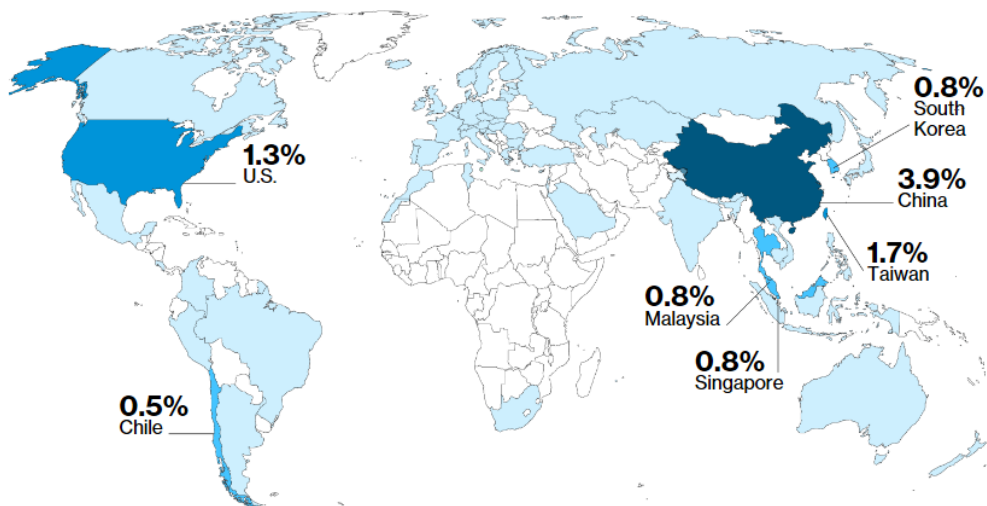 0.8%
South
Korea
1.3%
U.S.
3.9%
China
1.7%
Taiwan
0.8%
Malaysia
0.8%
Singapore
0.5%
Chile